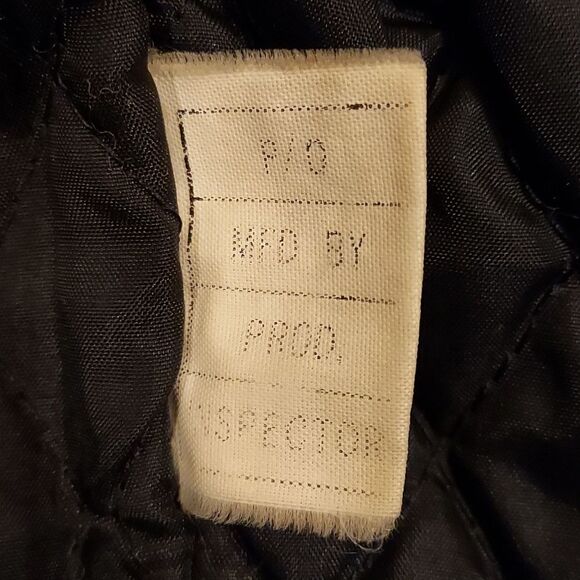 P/O
MFD BY
PROD.
INSPECTOR